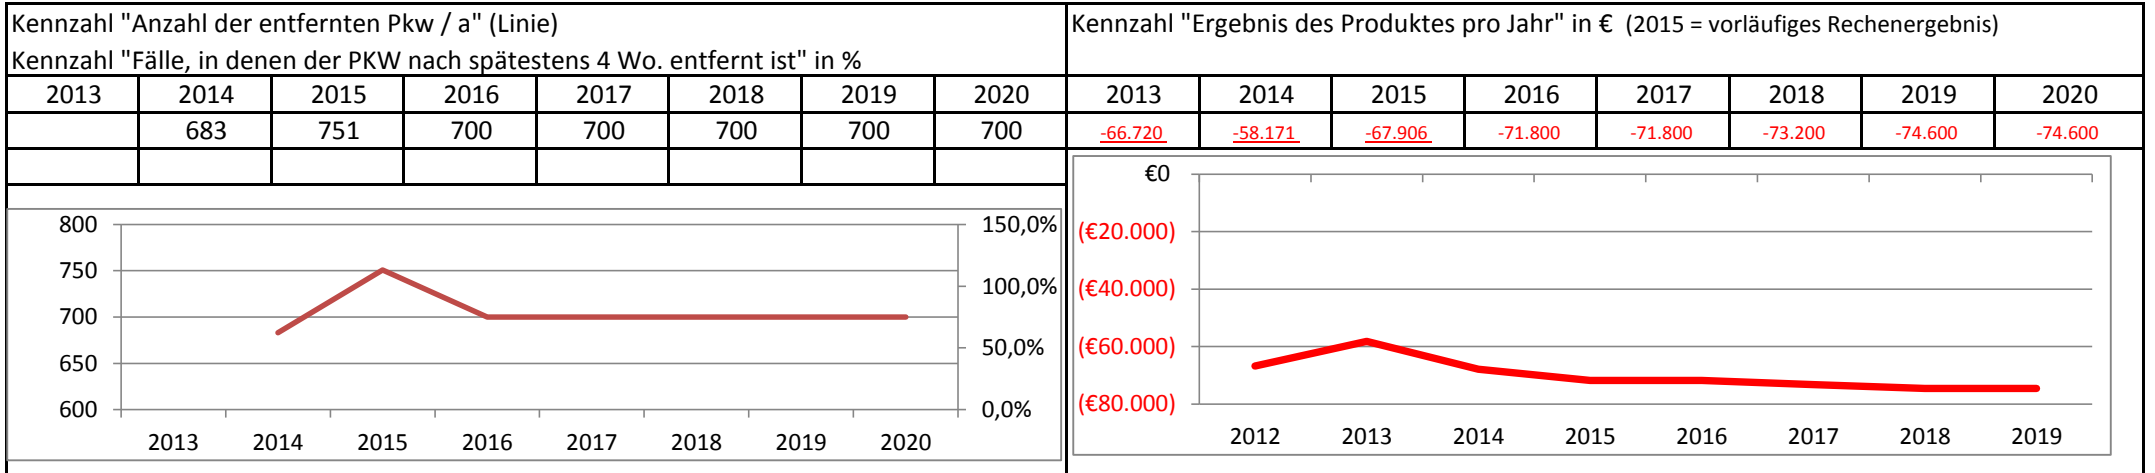 Kennzahl "Anzahl der entfernten Pkw / a" (Linie)
Kennzahl "Fälle, in denen der PKW nach spätestens 4 Wo. entfernt ist" in %
2013 2014 2015 2016 2017 2018 2019 2020
683 751 700 700 700 700 700
800
750
700
650
600
150,0%
100,0%
50,0%
0,0%
2013 2014 2015 2016 2017 2018 2019 2020
Kennzahl "Ergebnis des Produktes pro Jahr" in € (2015 = vorläufiges Rechenergebnis)
2013 2014 2015 2016 2017 2018 2019 2020
-66.720 -58.171 -67.906 -71.800 -71.800 -73.200 -74.600 -74.600
€0
(€20.000)
(€40.000)
(€60.000)
(€80.000)
2012 2013 2014 2015 2016 2017 2018 2019